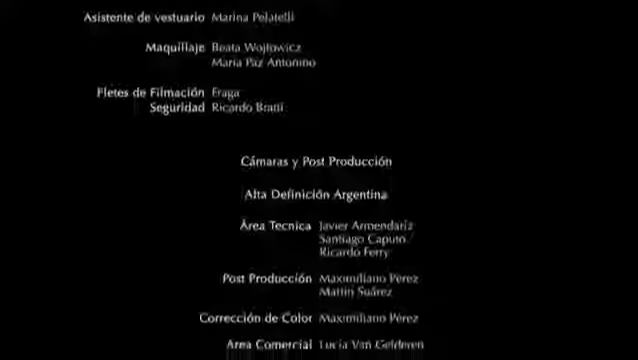 Asistente de vestuario Marina Pelatelli
Maquillaje Beata Wojtowicz
Maria Paz Antonino
Fletes de Filmación Fraga
Seguridad Ricardo
Cámaras y Post Producción
Alta Definición Argentina
Área Tecnica Javier Armendariz
Santiago Caputo
Ricardo Ferry
Post Producción Maximiliano Pérez
Martin Suárez
Corrección de Color Maximiliano Pérez
Area Comercial Lucía Van Gelderen